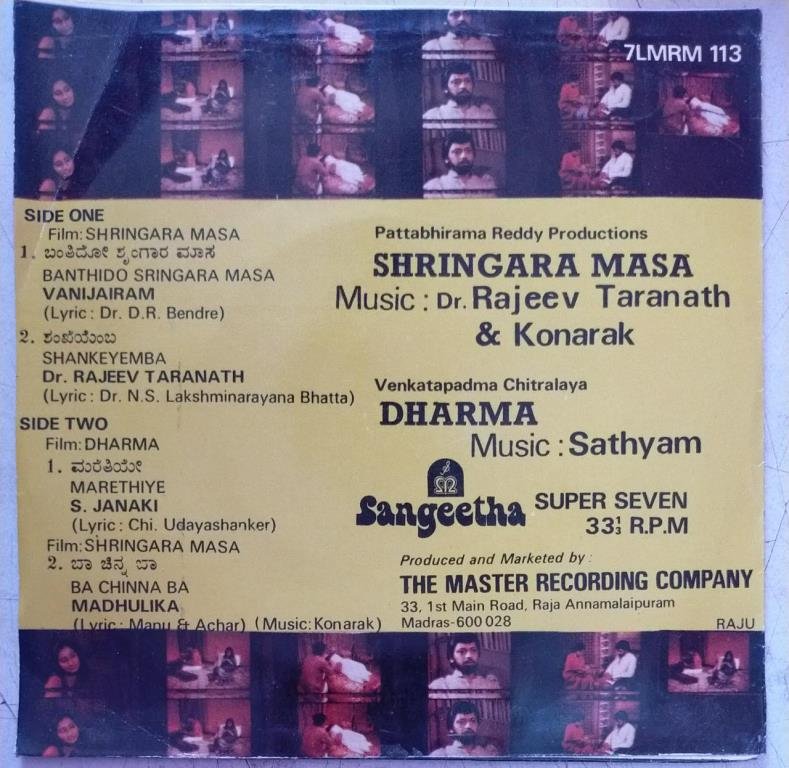 7LMRM 113
SIDE ONE
Film: SHRINGARA MASA
1. ಬಂತಿದೋ ಶೃಂಗಾರ ಮಾಸ
BANTHIDO SRINGARA MASA
VANIJAIRAM
(Lyric: Dr. D.R. Bendre)
2. ಶಂಖೆಯೆಂಬ
SHANKEYEMBA
Dr. RAJEEV TARANATH
(Lyric: Dr. N.S. Lakshminarayana Bhatta)
SIDE TWO
Film: DHARMA
1. ಮರೆತಿಯೇ
MARETHIYE
S. JANAKI
(Lyric: Chi. Udayashanker)
Film: SHRINGARA MASA
2. ಬಾ ಚಿನ್ನ ಬಾ
BA CHINNA BA
MADHULIKA
(Lyric: Manu & Achar) (Music: Konarak)
Pattabhirama Reddy Productions
SHRINGARA MASA
Music: Dr. Rajeev Taranath
& Konarak
Venkatapadma Chitralaya
DHARMA
Music: Sathyam
Sangeetha SUPER SEVEN
33⅓ R.P.M
Produced and Marketed by:
THE MASTER RECORDING COMPANY
33, 1st Main Road, Raja Annamalaipuram
Madras-600 028
RAJU